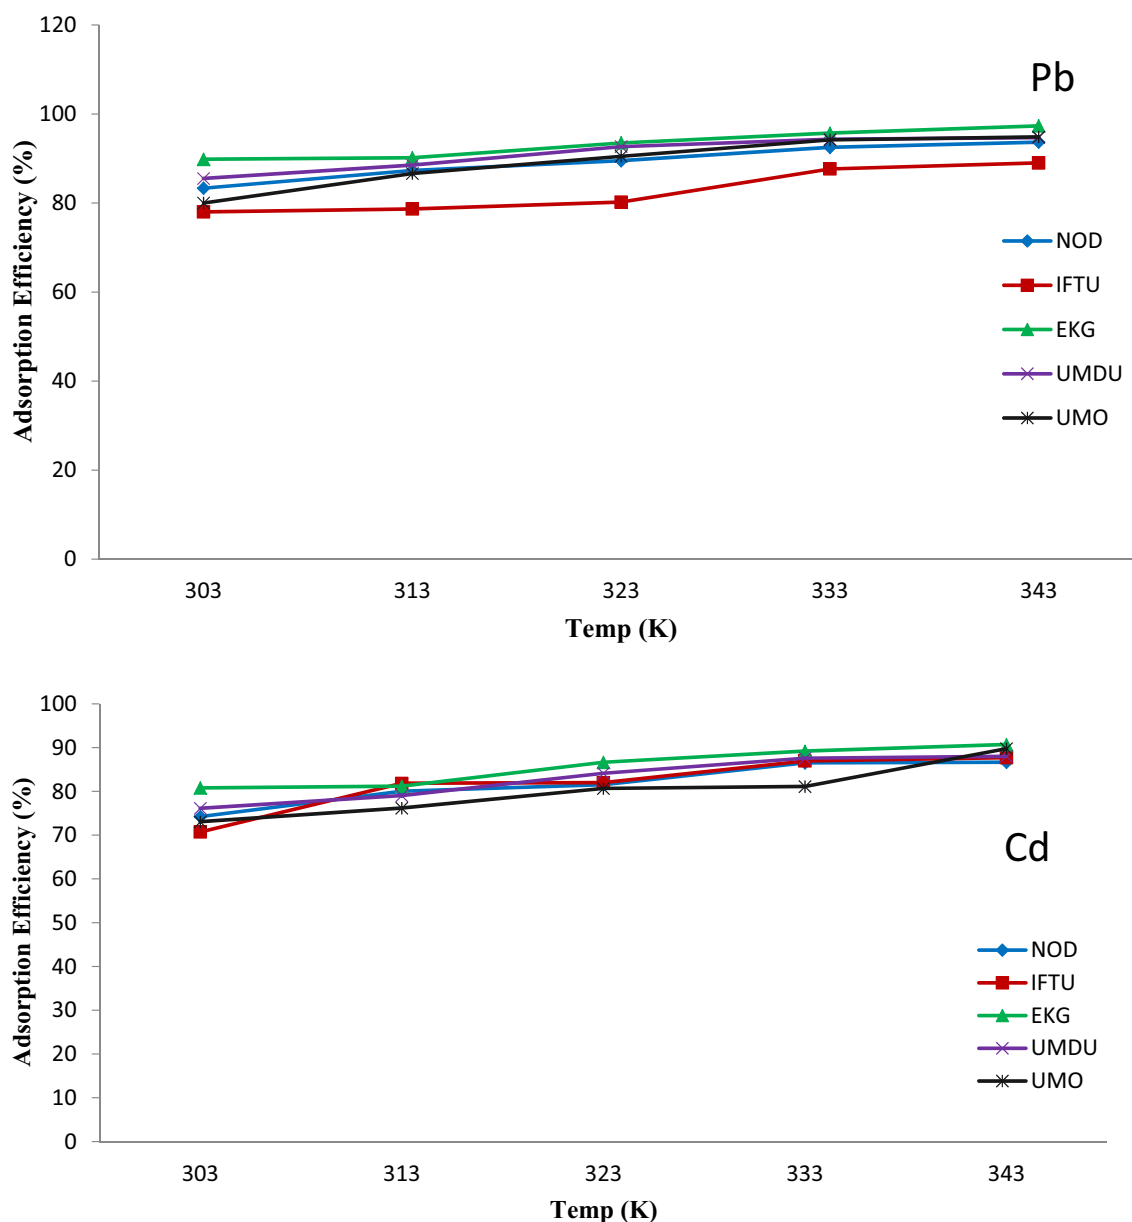 120
100
80
60
40
20
0
Adsorption Efficiency (%)
Pb
NOD
IFTU
EKG
UMDU
UMO
303 313 323 333 343
Temp (K)
100
90
80
70
60
50
40
30
20
10
0
Adsorption Efficiency (%)
Cd
NOD
IFTU
EKG
UMDU
UMO
303 313 323 333 343
Temp (K)